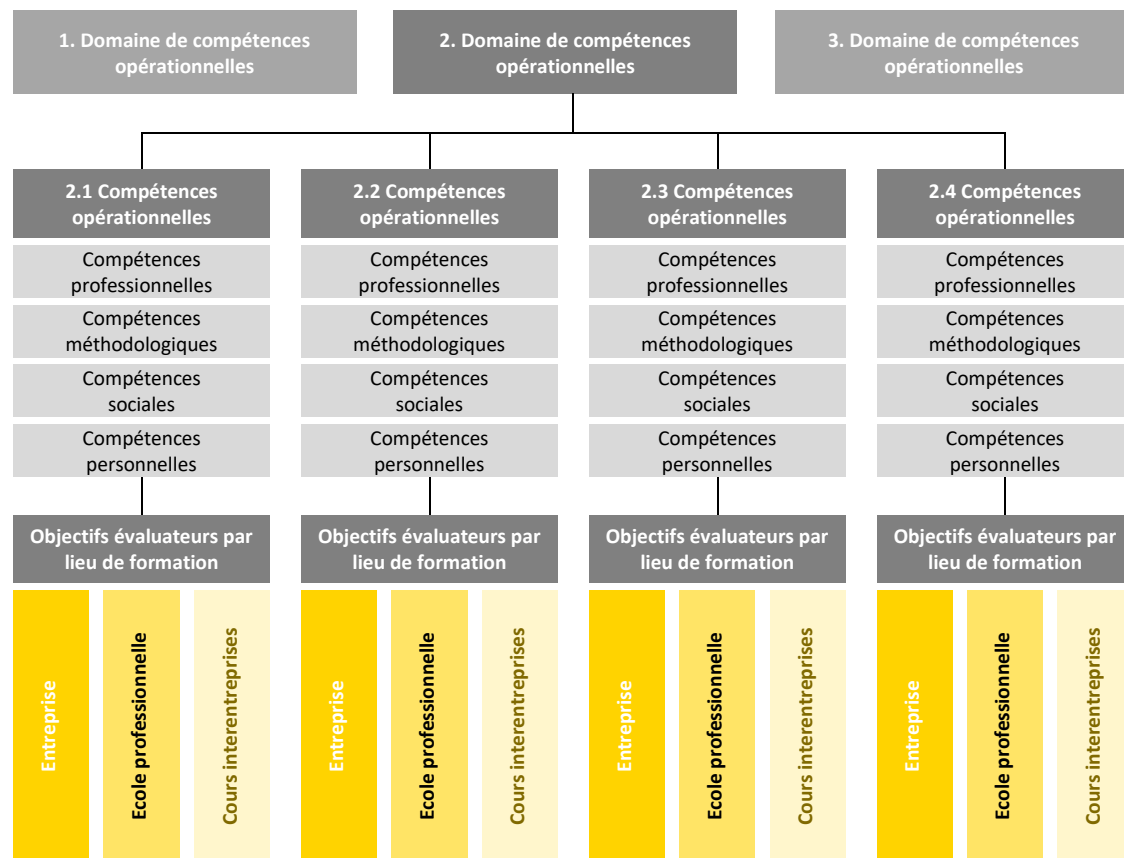 1. Domaine de compétences
opérationnelles
2. Domaine de compétences
opérationnelles
3. Domaine de compétences
opérationnelles
2.1 Compétences
opérationnelles
2.2 Compétences
opérationnelles
2.3 Compétences
opérationnelles
2.4 Compétences
opérationnelles
Compétences
professionnelles
Compétences
professionnelles
Compétences
professionnelles
Compétences
professionnelles
Compétences
méthodologiques
Compétences
méthodologiques
Compétences
méthodologiques
Compétences
méthodologiques
Compétences
sociales
Compétences
sociales
Compétences
sociales
Compétences
sociales
Compétences
personnelles
Compétences
personnelles
Compétences
personnelles
Compétences
personnelles
Objectifs évaluateurs par
lieu de formation
Objectifs évaluateurs par
lieu de formation
Objectifs évaluateurs par
lieu de formation
Objectifs évaluateurs par
lieu de formation
Entreprise
Ecole professionnelle
Cours interentreprises
Entreprise
Ecole professionnelle
Cours interentreprises
Entreprise
Ecole professionnelle
Cours interentreprises
Entreprise
Ecole professionnelle
Cours interentreprises